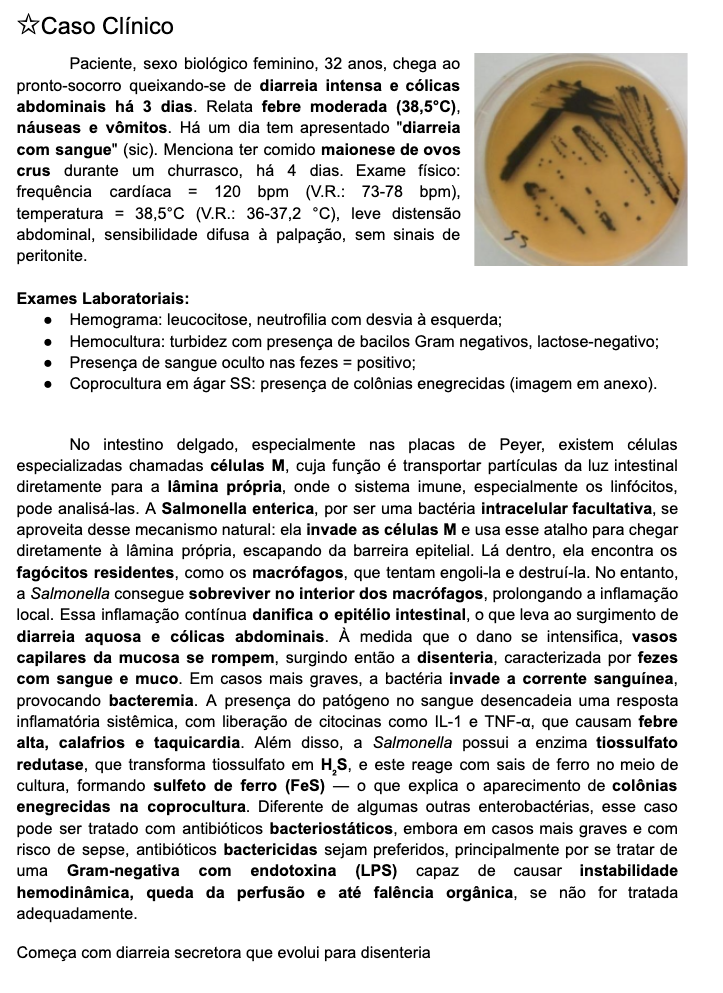 ☆Caso Clínico
Paciente, sexo biológico feminino, 32 anos, chega ao
pronto-socorro queixando-se de diarreia intensa e cólicas
abdominais há 3 dias. Relata febre moderada (38,5°C),
náuseas e vômitos. Há um dia tem apresentado "diarreia
com sangue" (sic). Menciona ter comido maionese de ovos
crus durante um churrasco, há 4 dias. Exame físico:
frequência cardíaca = 120 bpm (V.R.: 73-78 bpm),
temperatura = 38,5°C (V.R.: 36-37,2 °C), leve distensão
abdominal, sensibilidade difusa à palpação, sem sinais de
peritonite.
SS
Exames Laboratoriais:
● Hemograma: leucocitose, neutrofilia com desvia à esquerda;
● Hemocultura: turbidez com presença de bacilos Gram negativos, lactose-negativo;
● Presença de sangue oculto nas fezes = positivo;
● Coprocultura em ágar SS: presença de colônias enegrecidas (imagem em anexo).
No intestino delgado, especialmente nas placas de Peyer, existem células
especializadas chamadas células M, cuja função é transportar partículas da luz intestinal
diretamente para a lâmina própria, onde o sistema imune, especialmente os linfócitos,
pode analisá-las. A Salmonella enterica, por ser uma bactéria intracelular facultativa, se
aproveita desse mecanismo natural: ela invade as células M e usa esse atalho para chegar
diretamente à lâmina própria, escapando da barreira epitelial. Lá dentro, ela encontra os
fagócitos residentes, como os macrófagos, que tentam engoli-la e destruí-la. No entanto,
a Salmonella consegue sobreviver no interior dos macrófagos, prolongando a inflamação
local. Essa inflamação contínua danifica o epitélio intestinal, o que leva ao surgimento de
diarreia aquosa e cólicas abdominais. À medida que o dano se intensifica, vasos
capilares da mucosa se rompem, surgindo então a disenteria, caracterizada por fezes
com sangue e muco. Em casos mais graves, a bactéria invade a corrente sanguínea,
provocando bacteremia. A presença do patógeno no sangue desencadeia uma resposta
inflamatória sistêmica, com liberação de citocinas como IL-1 e TNF-α, que causam febre
alta, calafrios e taquicardia. Além disso, a Salmonella possui a enzima tiossulfato
redutase, que transforma tiossulfato em H₂S, e este reage com sais de ferro no meio de
cultura, formando sulfeto de ferro (FeS) — o que explica o aparecimento de colônias
enegrecidas na coprocultura. Diferente de algumas outras enterobactérias, esse caso
pode ser tratado com antibióticos bacteriostáticos, embora em casos mais graves e com
risco de sepse, antibióticos bactericidas sejam preferidos, principalmente por se tratar de
uma Gram-negativa com endotoxina (LPS) capaz de causar instabilidade
hemodinâmica, queda da perfusão e até falência orgânica, se não for tratada
adequadamente.
Começa com diarreia secretora que evolui para disenteria